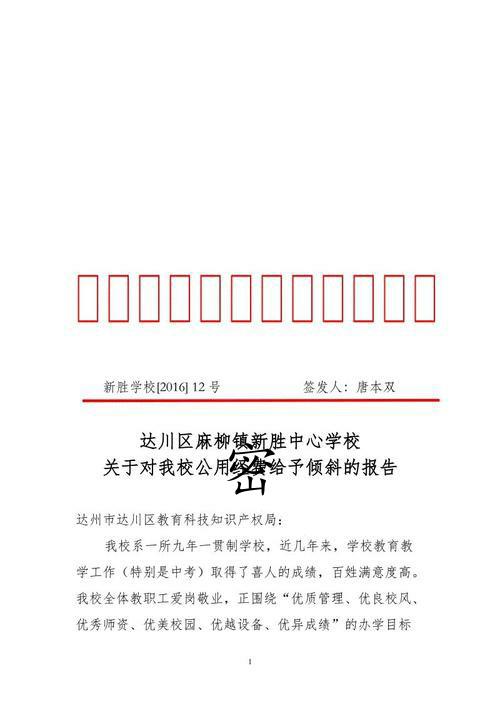 新胜学校[2016] 12 号 签发人：唐本双
达川区麻柳镇新胜中心学校
关于对我校公用经费给予倾斜的报告
密
达州市达川区教育科技知识产权局：
我校系一所九年一贯制学校，近几年来，学校教育教
学工作（特别是中考）取得了喜人的成绩，百姓满意度高。
我校全体教职工爱岗敬业，正围绕“优质管理、优良校风、
优秀师资、优美校园、优越设备、优异成绩”的办学目标
1